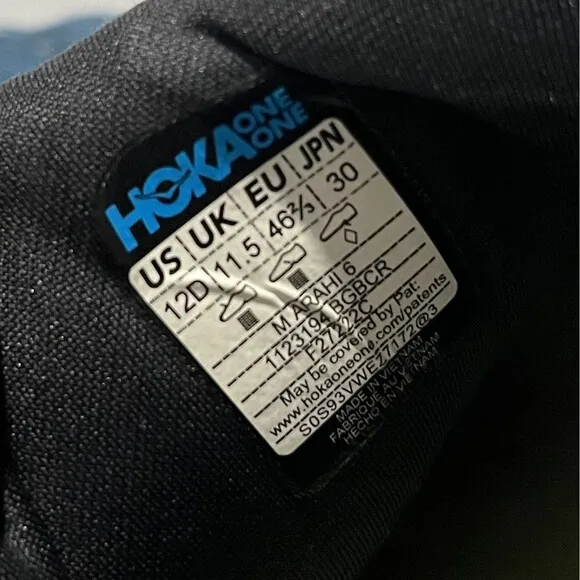 HOKA ONE ONE
US | UK | EU | JPN
12D | 11.5 | 46⅔ | 30
M ARAHI 6
1123194 BGBCR
F27222C
May be covered by Pat:
www.hokaoneone.com/patents
S0S93VWEZ7172@3
MADE IN VIETNAM
FABRIQUE AU VIETNAM
HECHO EN VIETNAM